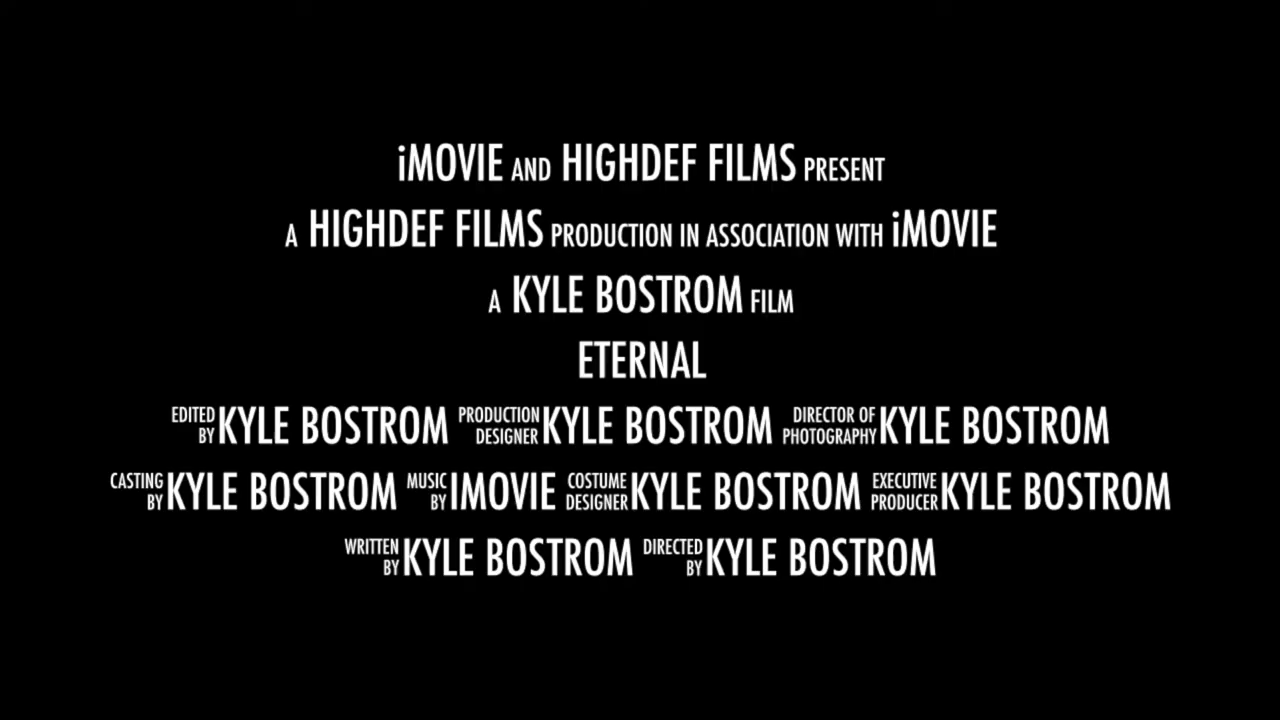 iMOVIE AND HIGHDEF FILMS PRESENT
A HIGHDEF FILMS PRODUCTION IN ASSOCIATION WITH iMOVIE
A KYLE BOSTROM FILM
ETERNAL
EDITED BY KYLE BOSTROM PRODUCTION DESIGNER KYLE BOSTROM DIRECTOR OF PHOTOGRAPHY KYLE BOSTROM
CASTING BY KYLE BOSTROM MUSIC BY IMOVIE COSTUME DESIGNER KYLE BOSTROM EXECUTIVE PRODUCER KYLE BOSTROM
WRITTEN BY KYLE BOSTROM DIRECTED BY KYLE BOSTROM